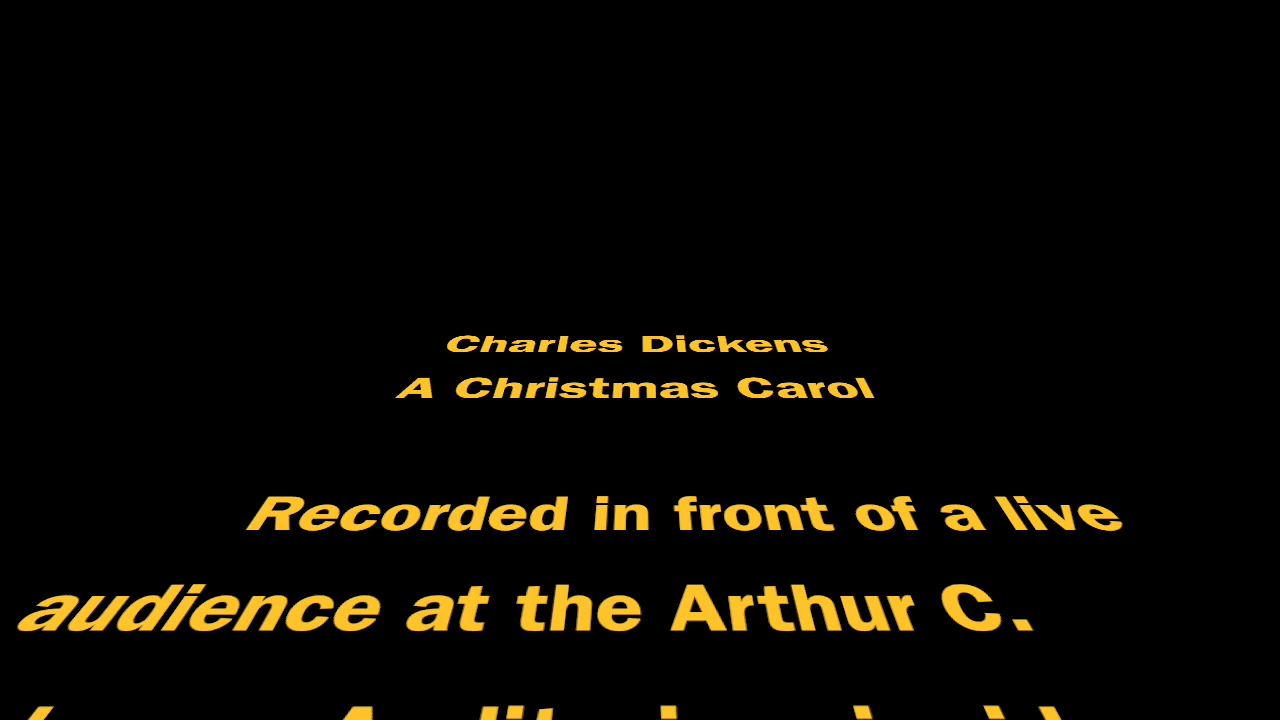 Charles Dickens
A Christmas Carol
Recorded in front of a live
audience at the Arthur C.